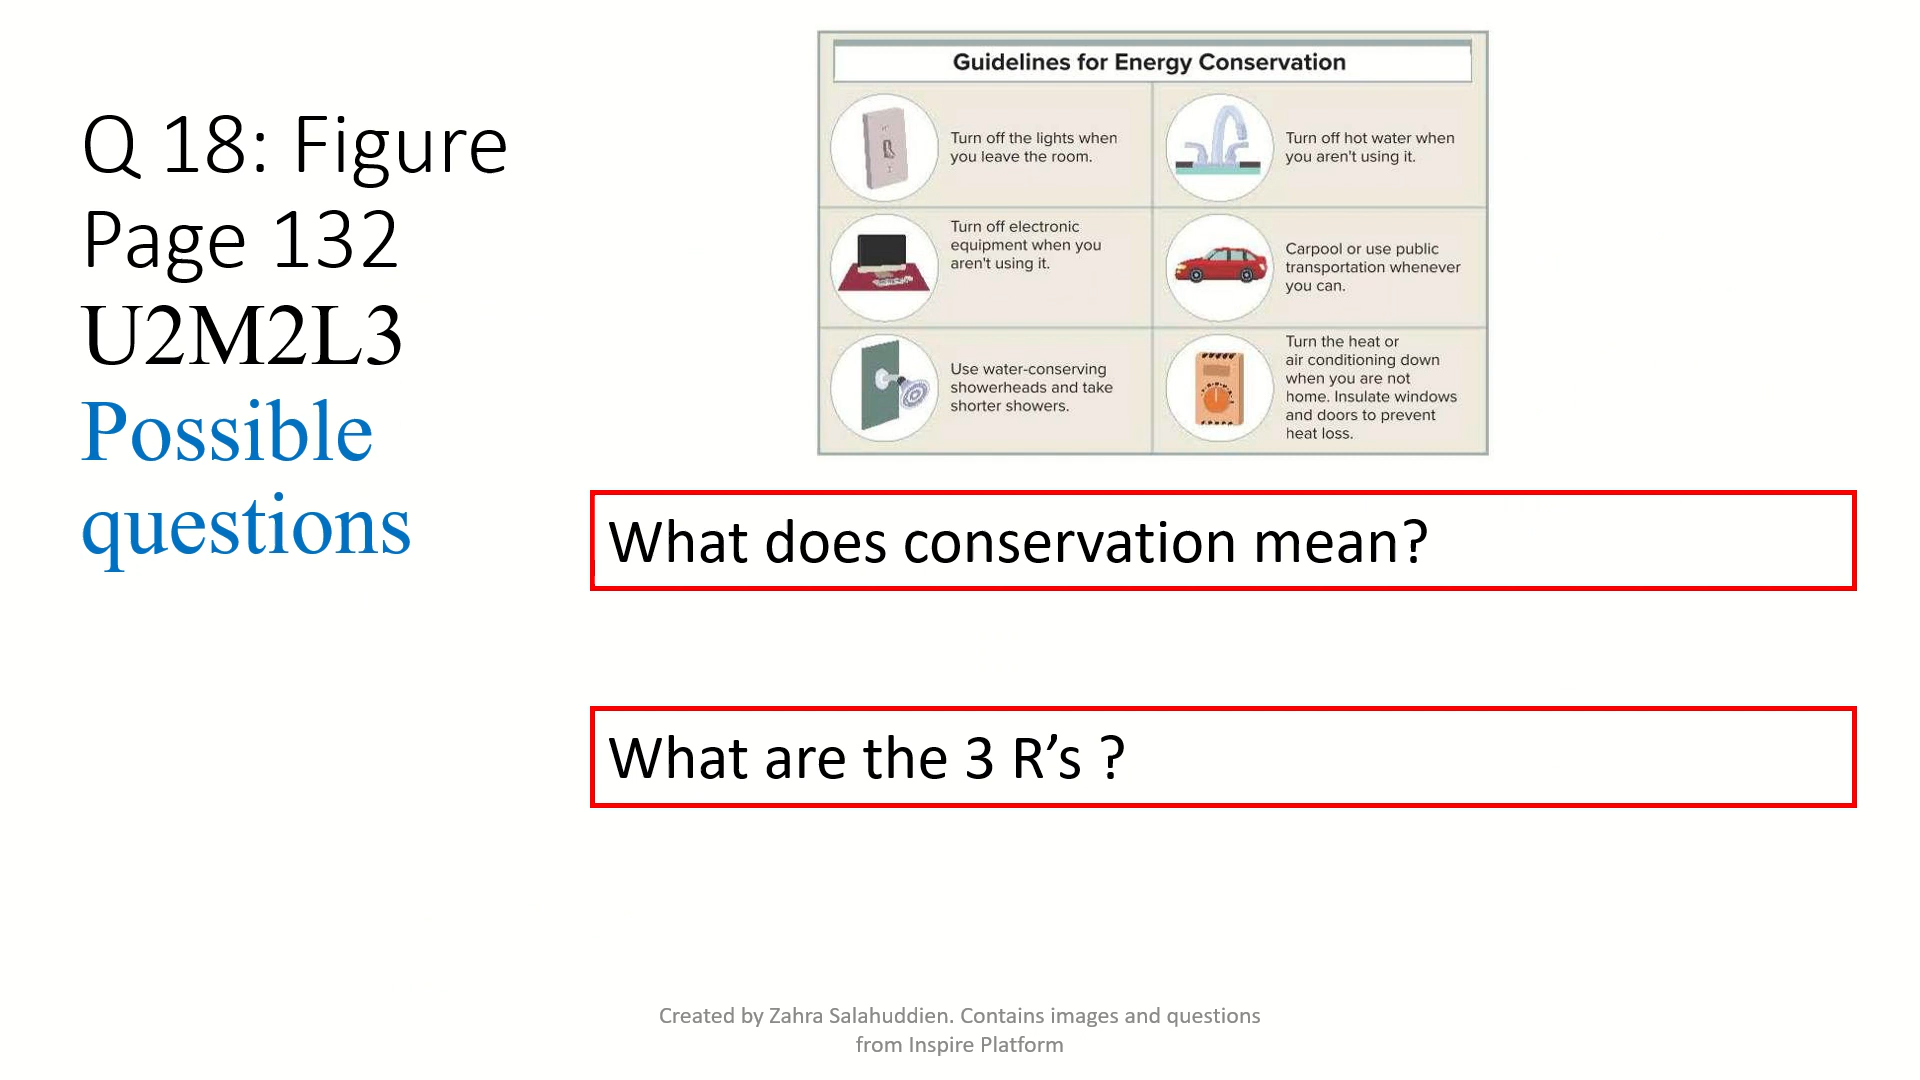 Q 18: Figure
Page 132
U2M2L3
Possible
questions
Guidelines for Energy Conservation
Turn off the lights when
you leave the room.
Turn off hot water when
you aren't using it.
Turn off electronic
equipment when you
aren't using it.
Carpool or use public
transportation whenever
you can.
Use water-conserving
showerheads and take
shorter showers.
Turn the heat or
air conditioning down
when you are not
home. Insulate windows
and doors to prevent
heat loss.
What does conservation mean?
What are the 3 R’s ?
Created by Zahra Salahuddien. Contains images and questions
from Inspire Platform